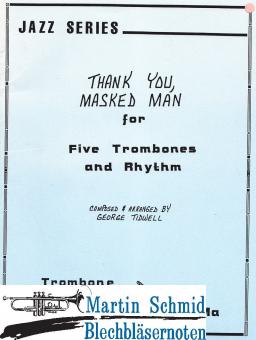 JAZZ SERIES
THANK YOU,
MASKED MAN
for
Five Trombones
and Rhythm
COMPOSED & ARRANGED BY
GEORGE TIDWELL
Trombone
Martin Schmid
Blechbläsernoten